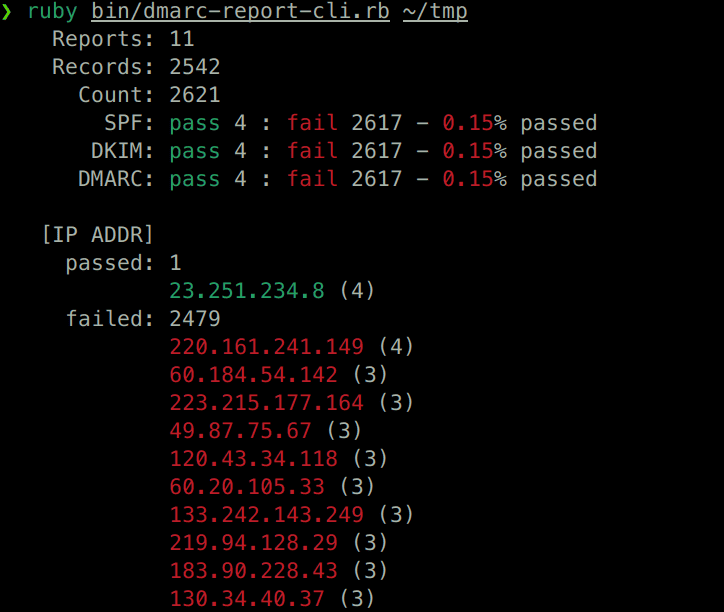 ❯ ruby bin/dmarc-report-cli.rb ~/tmp
Reports: 11
Records: 2542
Count: 2621
SPF: pass 4 : fail 2617 - 0.15% passed
DKIM: pass 4 : fail 2617 - 0.15% passed
DMARC: pass 4 : fail 2617 - 0.15% passed
[IP ADDR]
passed: 1
23.251.234.8 (4)
failed: 2479
220.161.241.149 (4)
60.184.54.142 (3)
223.215.177.164 (3)
49.87.75.67 (3)
120.43.34.118 (3)
60.20.105.33 (3)
133.242.143.249 (3)
219.94.128.29 (3)
183.90.228.43 (3)
130.34.40.37 (3)